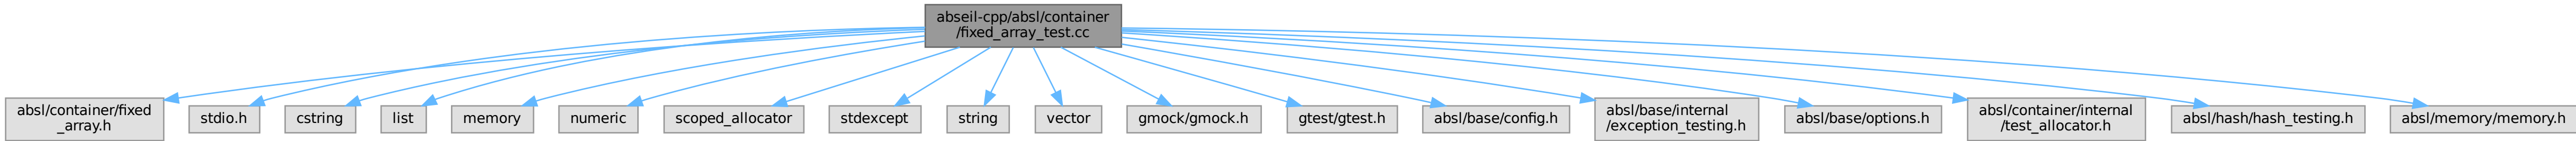 abseil-cpp/absl/container
/fixed_array_test.cc
absl/container/fixed
_array.h
stdio.h
cstring
list
memory
numeric
scoped_allocator
stdexcept
string
vector
gmock/gmock.h
gtest/gtest.h
absl/base/config.h
absl/base/internal
/exception_testing.h
absl/base/options.h
absl/container/internal
/test_allocator.h
absl/hash/hash_testing.h
absl/memory/memory.h